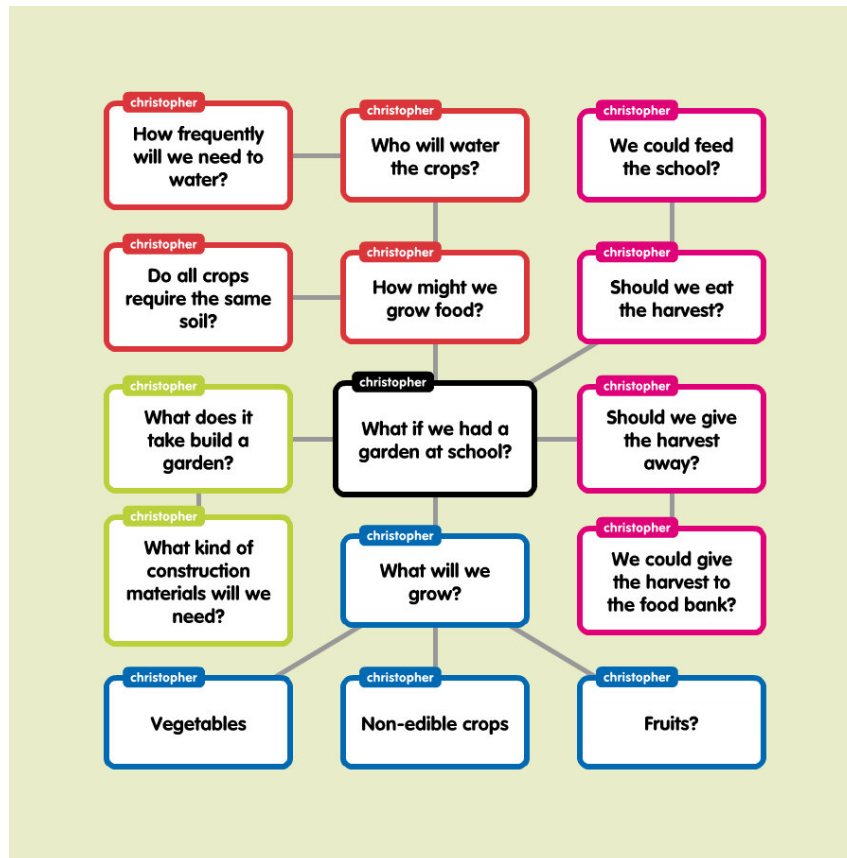 christopher
How frequently
will we need to
water?
christopher
Who will water
the crops?
christopher
We could feed
the school?
christopher
Do all crops
require the same
soil?
christopher
How might we
grow food?
christopher
Should we eat
the harvest?
christopher
What does it
take build a
garden?
christopher
What if we had a
garden at school?
christopher
Should we give
the harvest
away?
christopher
What kind of
construction
materials will we
need?
christopher
What will we
grow?
christopher
We could give
the harvest to
the food bank?
christopher
Vegetables
christopher
Non-edible crops
christopher
Fruits?